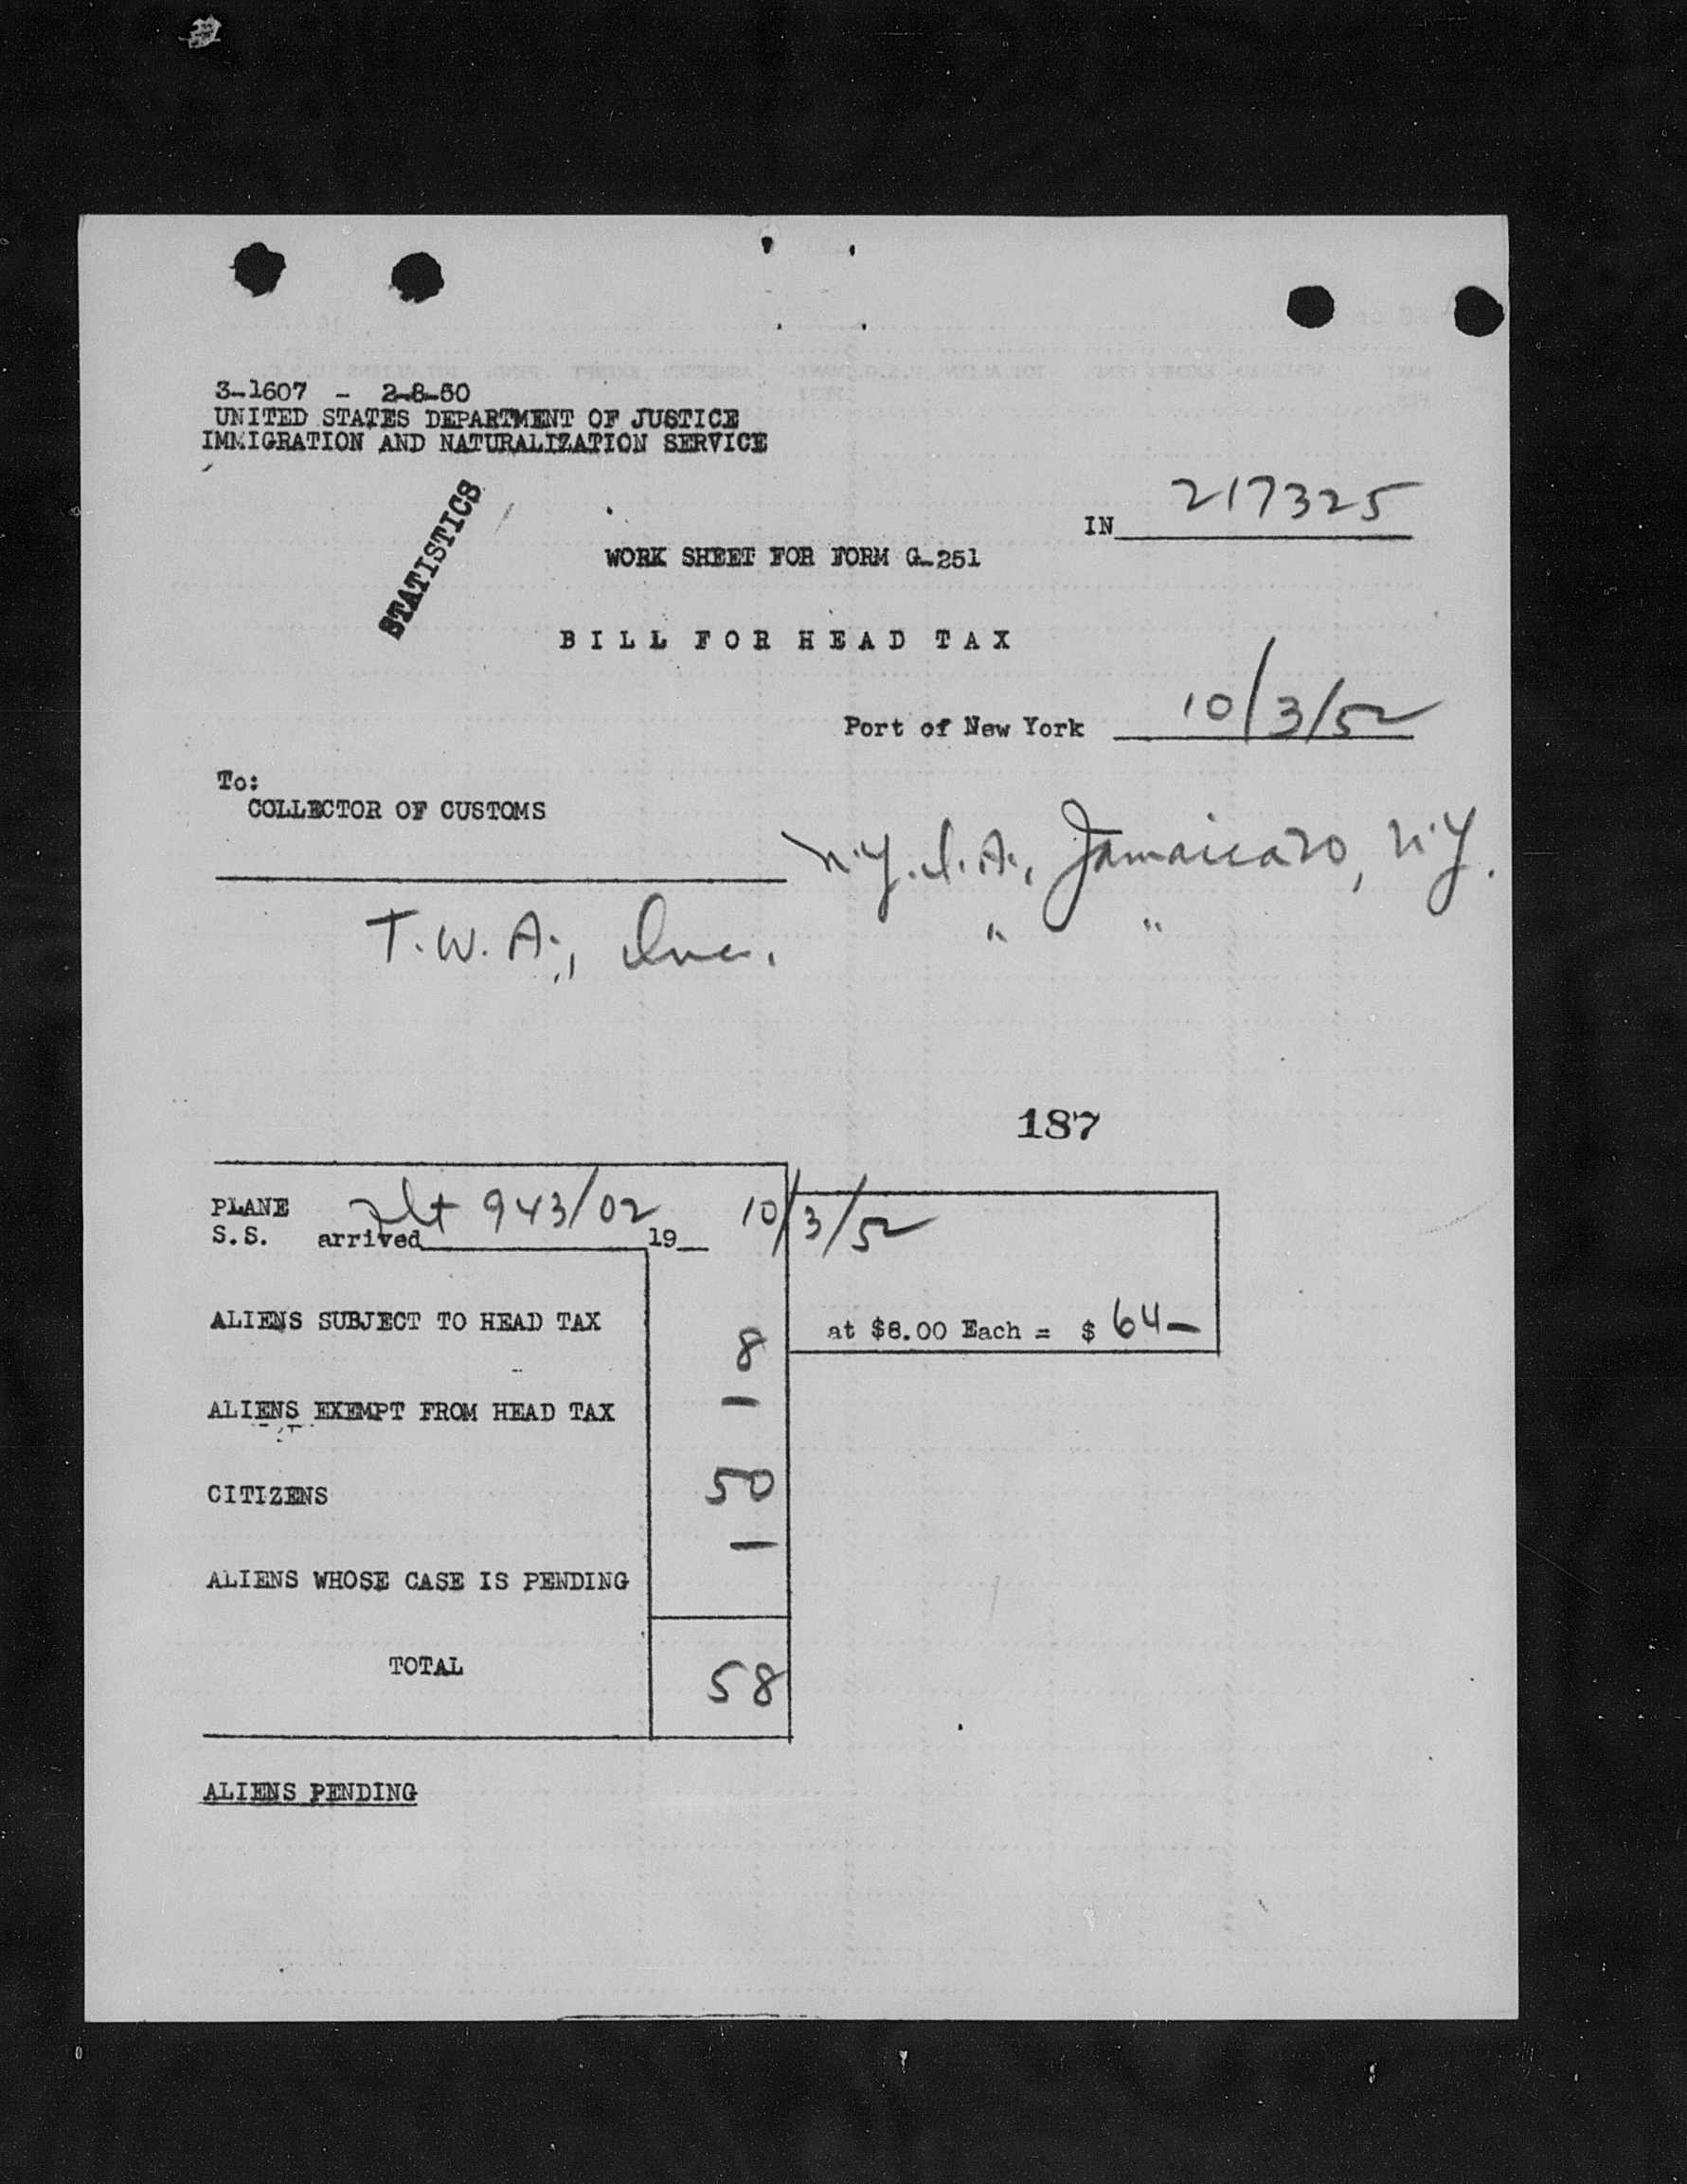 3-1607 - 2-8-50
UNITED STATES DEPARTMENT OF JUSTICE
IMMIGRATION AND NATURALIZATION SERVICE
STATISTICS
IN 217325
WORK SHEET FOR FORM G-251
BILL FOR HEAD TAX
Port of New York 10/3/52
To:
COLLECTOR OF CUSTOMS
N.Y.I.A., Jamaica 30, N.Y.
T.W.A., Inc. " "
187
PLANE
S.S. arrived flt 943/02 19 10/3/52
ALIENS SUBJECT TO HEAD TAX 8 at $8.00 Each = $ 64-
ALIENS EXEMPT FROM HEAD TAX -
CITIZENS 50
ALIENS WHOSE CASE IS PENDING -
TOTAL 58
ALIENS PENDING